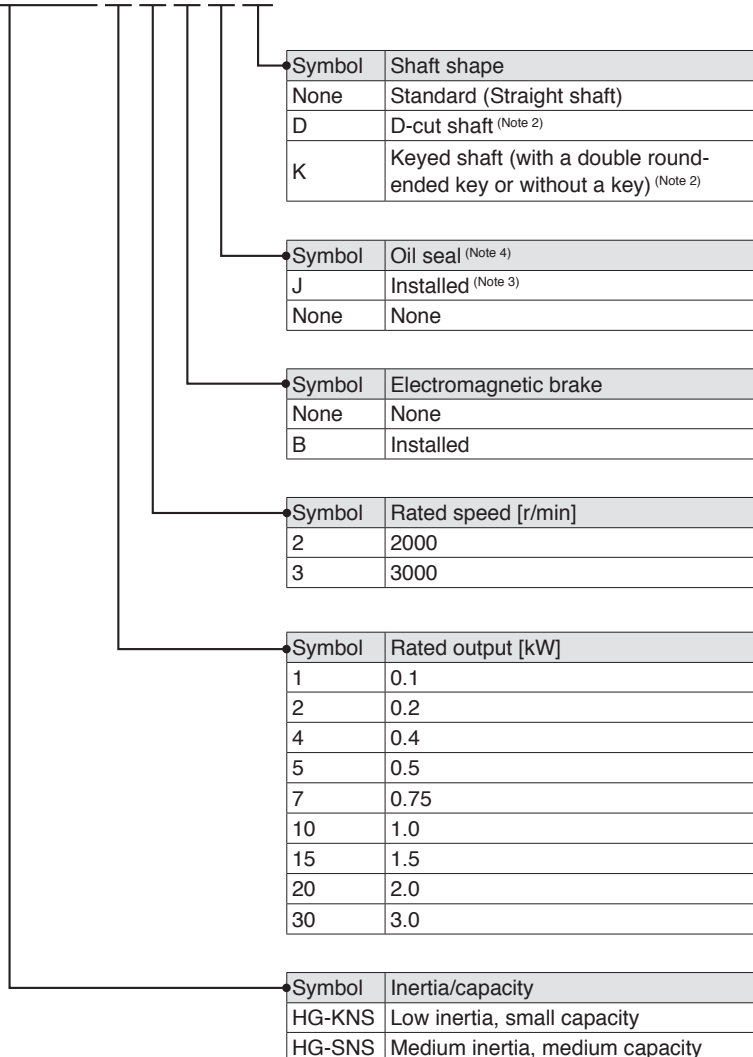 Symbol Shaft shape
None Standard (Straight shaft)
D D-cut shaft (Note 2)
K Keyed shaft (with a double round-
ended key or without a key) (Note 2)
Symbol Oil seal (Note 4)
J Installed (Note 3)
None None
Symbol Electromagnetic brake
None None
B Installed
Symbol Rated speed [r/min]
2 2000
3 3000
Symbol Rated output [kW]
1 0.1
2 0.2
4 0.4
5 0.5
7 0.75
10 1.0
15 1.5
20 2.0
30 3.0
Symbol Inertia/capacity
HG-KNS Low inertia, small capacity
HG-SNS Medium inertia, medium capacity